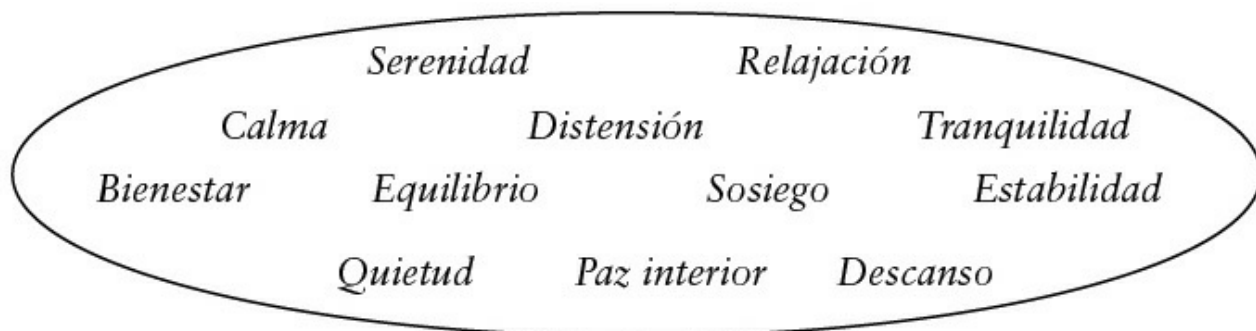 Serenidad Relajación
Calma Distensión Tranquilidad
Bienestar Equilibrio Sosiego Estabilidad
Quietud Paz interior Descanso